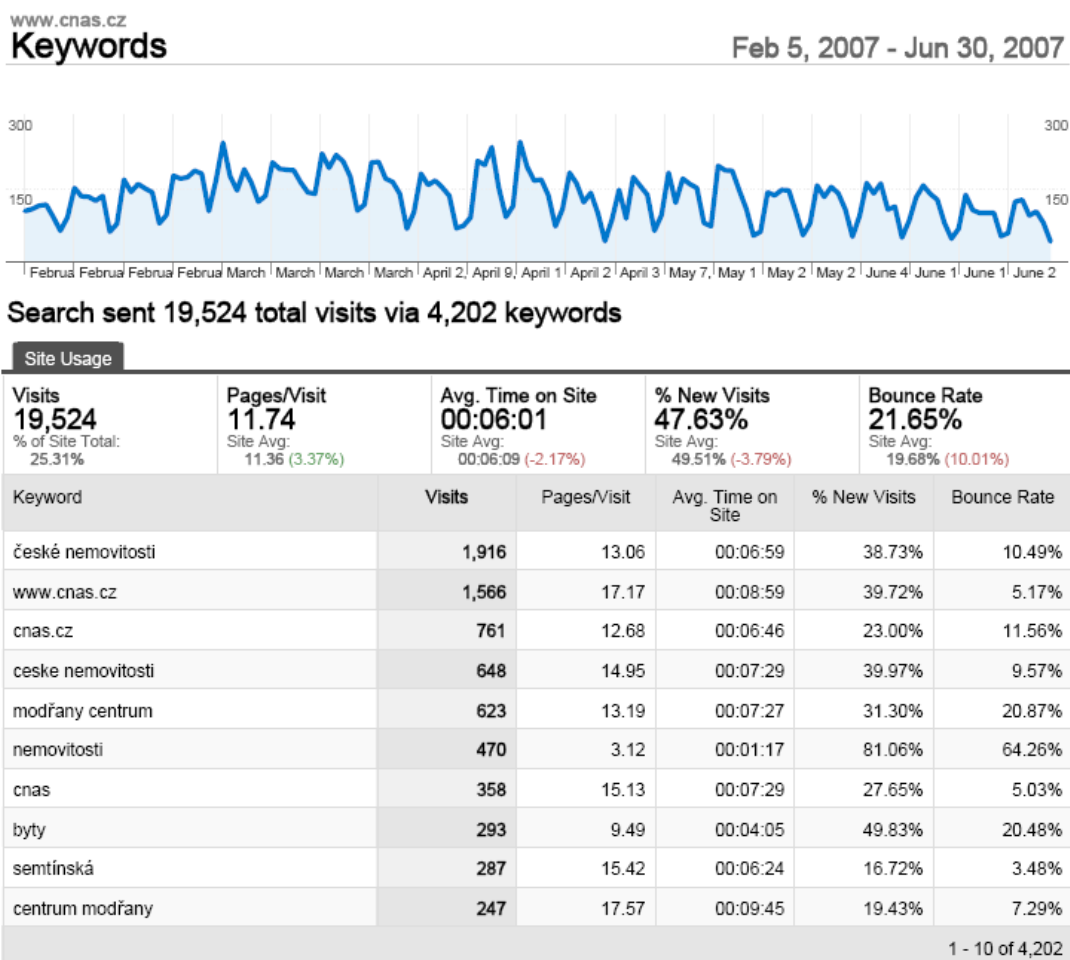 www.cnas.cz
Keywords Feb 5, 2007 - Jun 30, 2007
300 300
150 150
Februa Februa Februa Februa March March March March April 2, April 9, April 1 April 2 April 3 May 7, May 1 May 2 May 2 June 4 June 1 June 1 June 2
Search sent 19,524 total visits via 4,202 keywords
Site Usage
Visits Pages/Visit Avg. Time on Site % New Visits Bounce Rate
19,524 11.74 00:06:01 47.63% 21.65%
% of Site Total: Site Avg: Site Avg: Site Avg: Site Avg:
25.31% 11.36 (3.37%) 00:06:09 (-2.17%) 49.51% (-3.79%) 19.68% (10.01%)
Keyword Visits Pages/Visit Avg. Time on % New Visits Bounce Rate
Site
české nemovitosti 1,916 13.06 00:06:59 38.73% 10.49%
www.cnas.cz 1,566 17.17 00:08:59 39.72% 5.17%
cnas.cz 761 12.68 00:06:46 23.00% 11.56%
ceske nemovitosti 648 14.95 00:07:29 39.97% 9.57%
modřany centrum 623 13.19 00:07:27 31.30% 20.87%
nemovitosti 470 3.12 00:01:17 81.06% 64.26%
cnas 358 15.13 00:07:29 27.65% 5.03%
byty 293 9.49 00:04:05 49.83% 20.48%
semtínská 287 15.42 00:06:24 16.72% 3.48%
centrum modřany 247 17.57 00:09:45 19.43% 7.29%
1 - 10 of 4,202